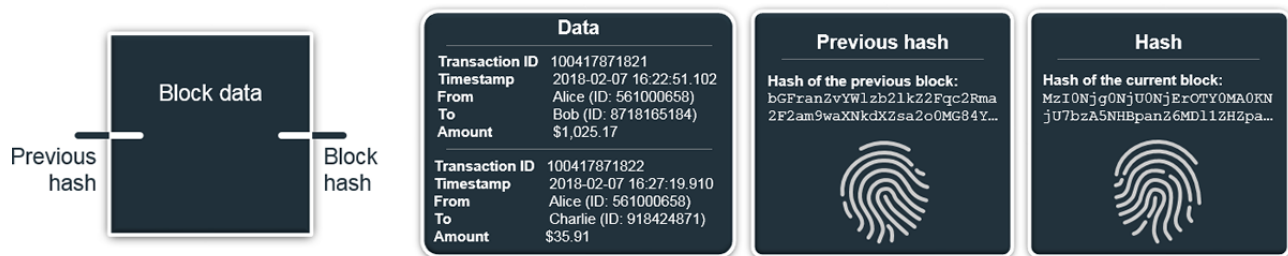 Block data
Previous
hash
Block
hash
Data
Transaction ID 100417871821
Timestamp 2018-02-07 16:22:51.102
From Alice (ID: 561000658)
To Bob (ID: 8718165184)
Amount $1,025.17
Transaction ID 100417871822
Timestamp 2018-02-07 16:27:19.910
From Alice (ID: 561000658)
To Charlie (ID: 918424871)
Amount $35.91
Previous hash
Hash of the previous block:
bGFranZvYWlzb2lkZ2Fqc2Rma
2F2am9waXNkdXZsa2o0MG84Y…
Hash
Hash of the current block:
MzI0Njg0NjU0NjErOTY0MA0KN
jU7bzA5NHBpanZ6MDl1ZHZpa…